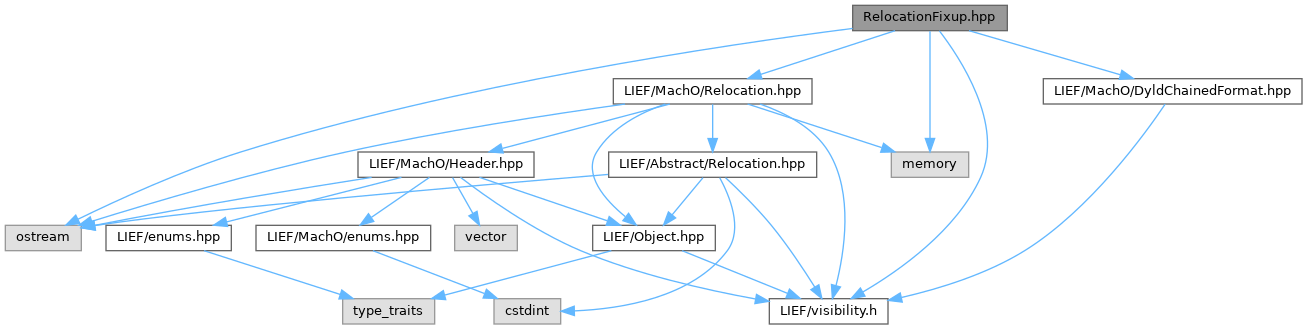 RelocationFixup.hpp
LIEF/MachO/Relocation.hpp
LIEF/MachO/DyldChainedFormat.hpp
LIEF/MachO/Header.hpp
LIEF/Abstract/Relocation.hpp
memory
ostream
LIEF/enums.hpp
LIEF/MachO/enums.hpp
vector
LIEF/Object.hpp
type_traits
cstdint
LIEF/visibility.h